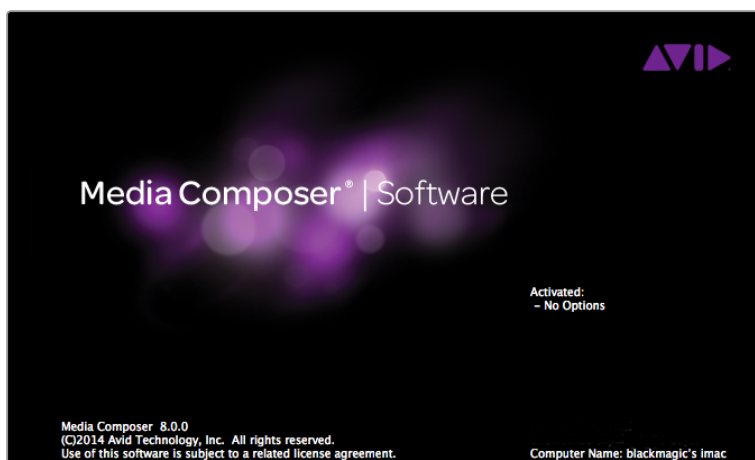 AVID
Media Composer® | Software
Activated:
– No Options
Media Composer 8.0.0
(C)2014 Avid Technology, Inc. All rights reserved.
Use of this software is subject to a related license agreement.
Computer Name: blackmagic's imac